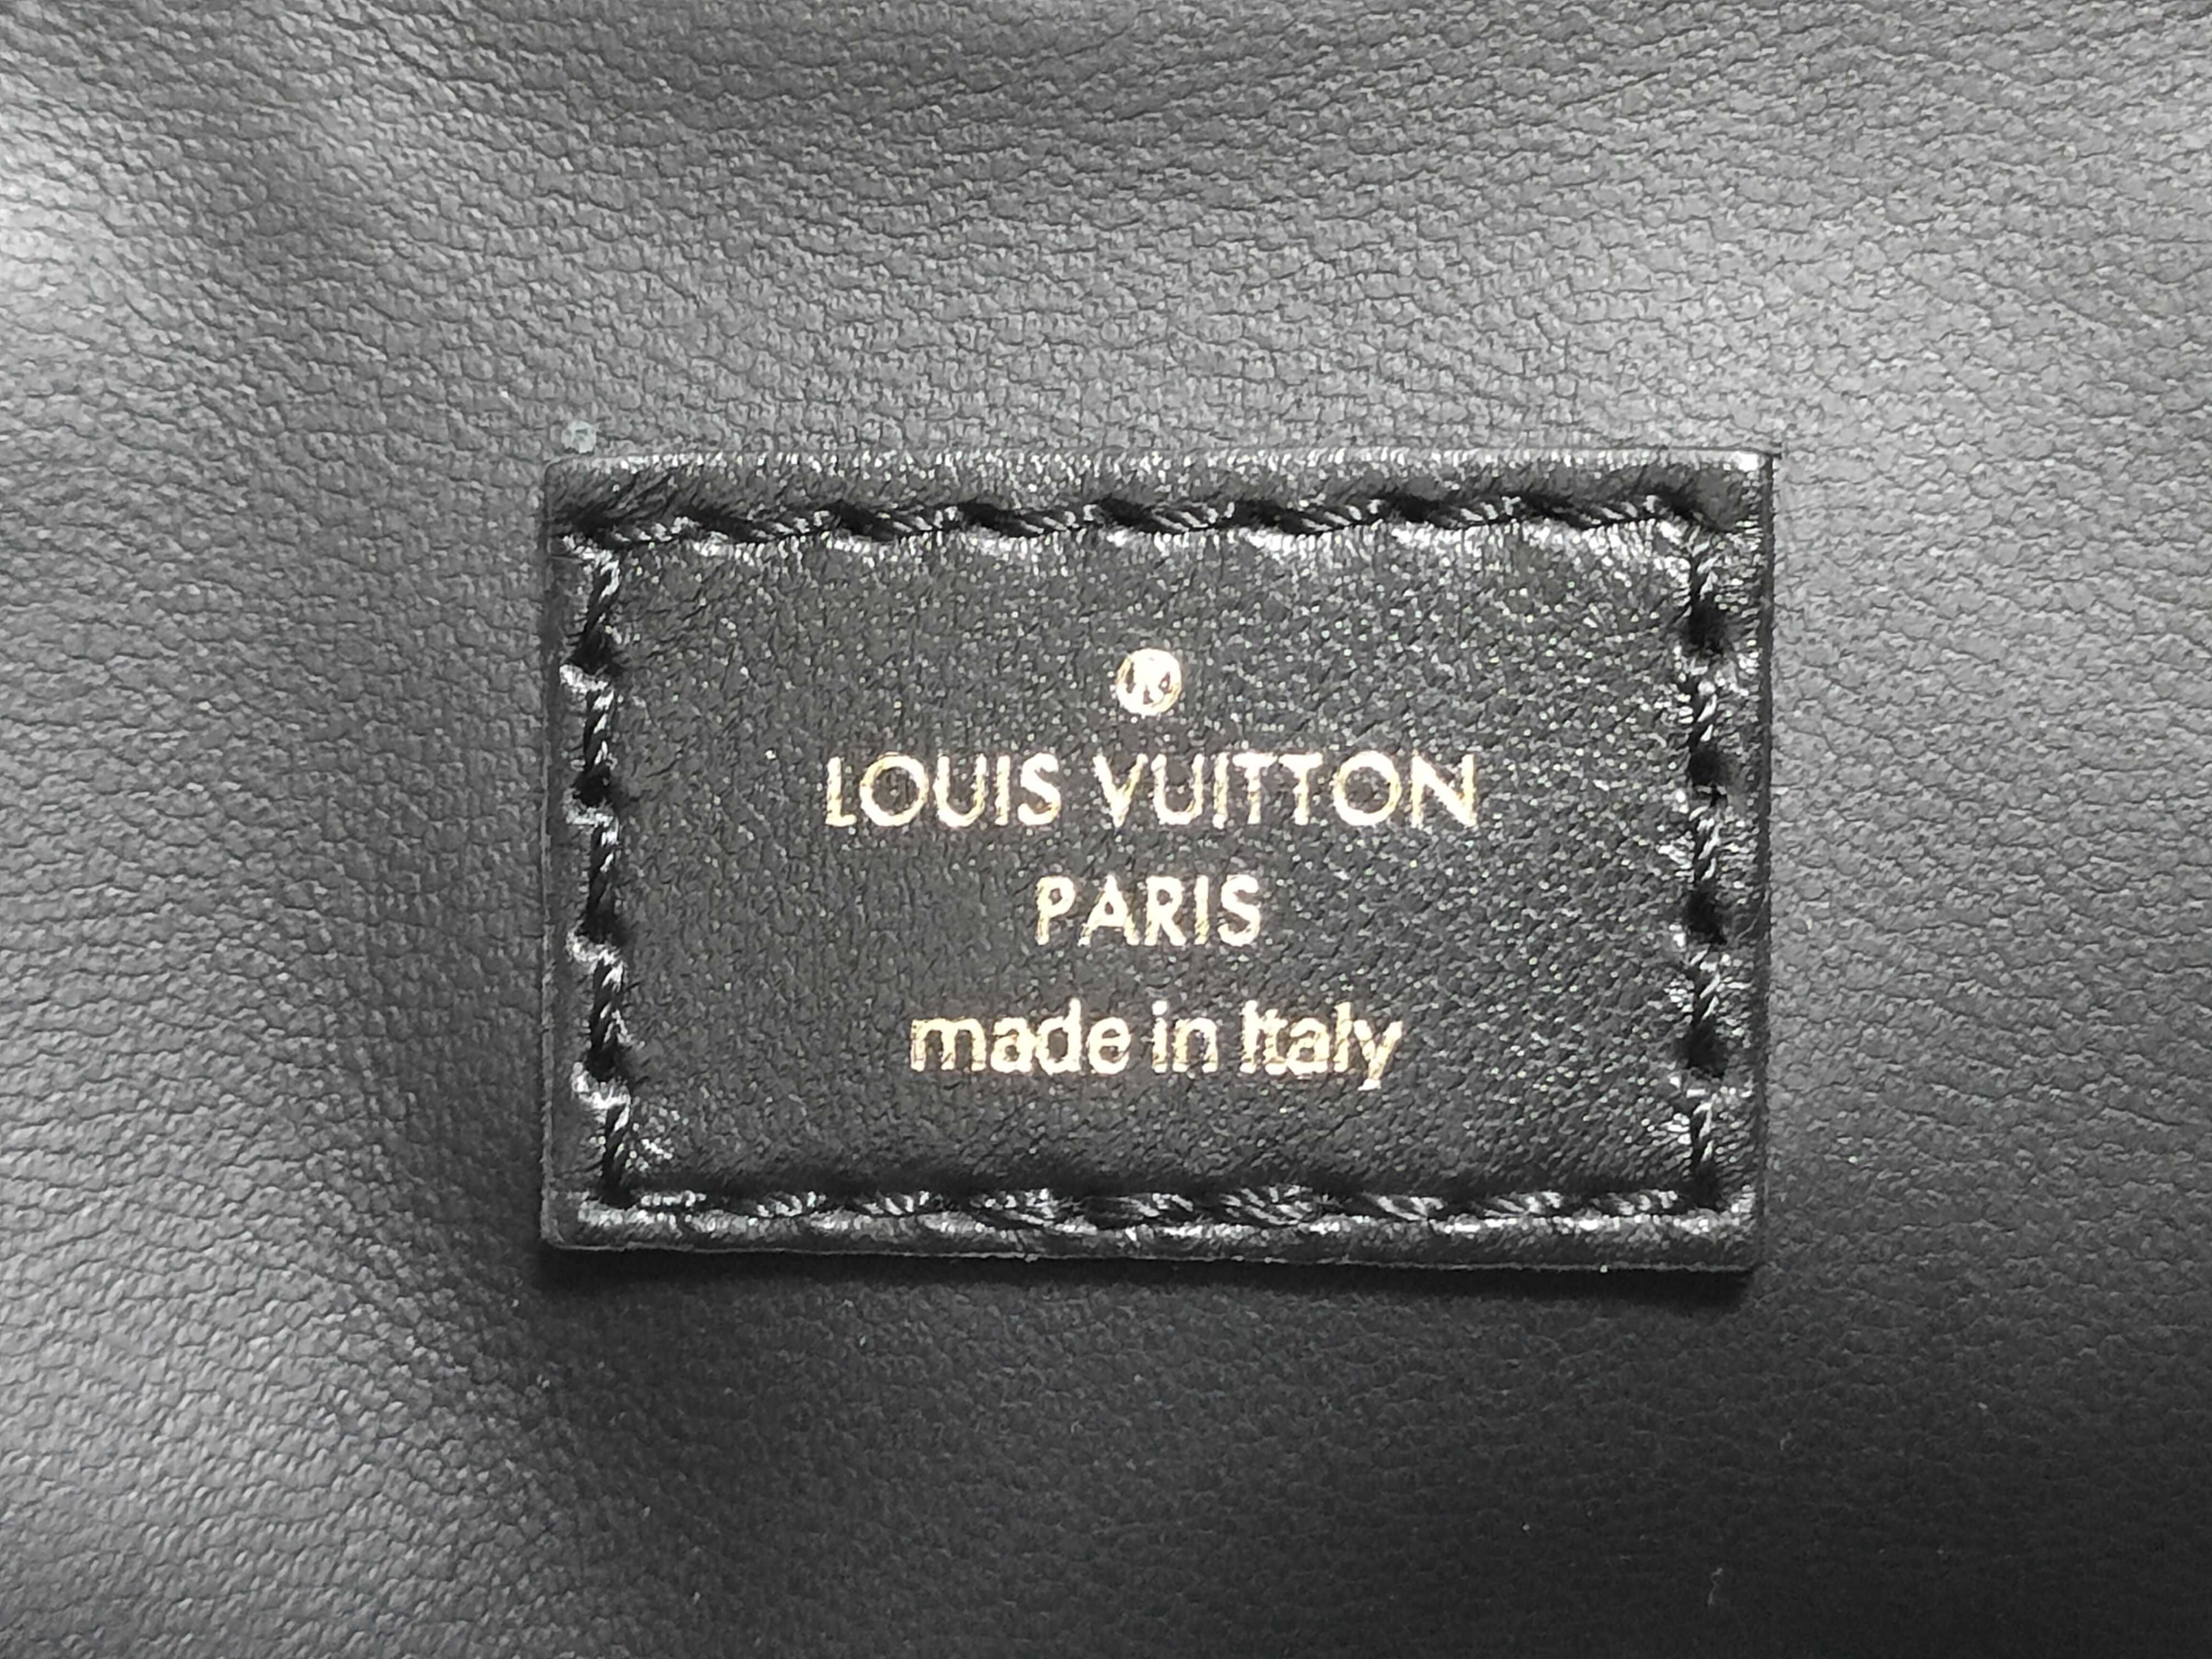 ®
LOUIS VUITTON
PARIS
made in Italy